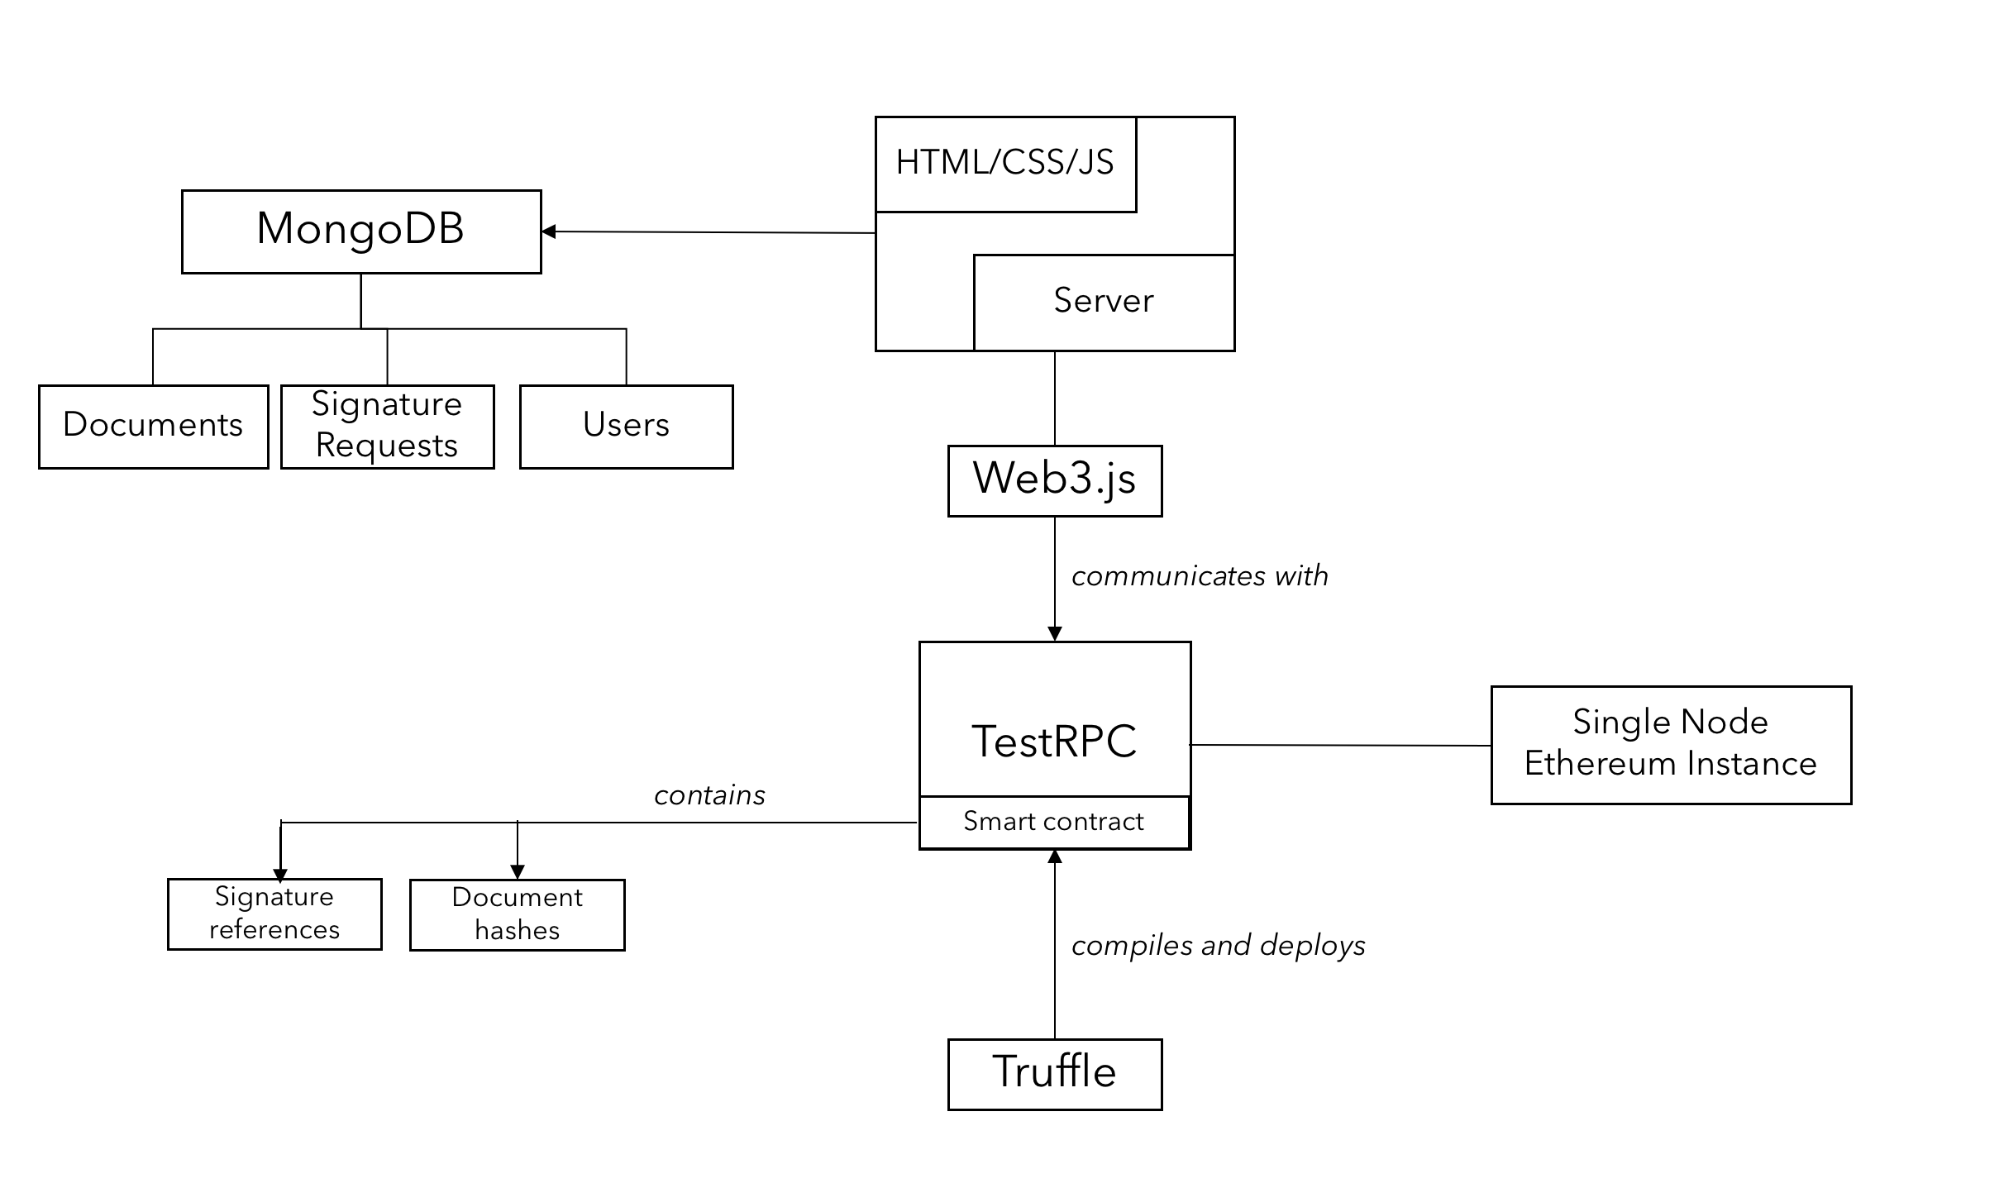 HTML/CSS/JS
MongoDB
Server
Documents
Signature
Requests
Users
Web3.js
communicates with
TestRPC
Single Node
Ethereum Instance
contains
Smart contract
Signature
references
Document
hashes
compiles and deploys
Truffle